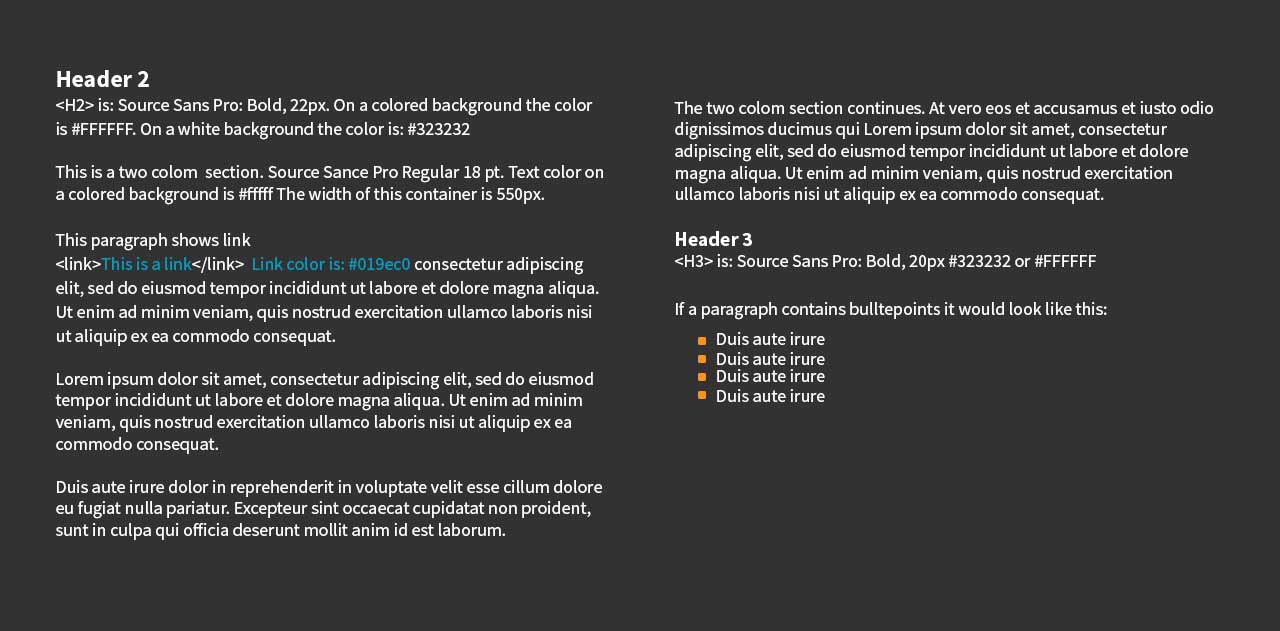 Header 2
<H2> is: Source Sans Pro: Bold, 22px. On a colored background the color
is #FFFFFF. On a white background the color is: #323232
This is a two colom  section. Source Sance Pro Regular 18 pt. Text color on
a colored background is #fffff The width of this container is 550px.
This paragraph shows link
<link>This is a link</link>  Link color is: #019ec0 consectetur adipiscing
elit, sed do eiusmod tempor incididunt ut labore et dolore magna aliqua.
Ut enim ad minim veniam, quis nostrud exercitation ullamco laboris nisi
ut aliquip ex ea commodo consequat.
Lorem ipsum dolor sit amet, consectetur adipiscing elit, sed do eiusmod
tempor incididunt ut labore et dolore magna aliqua. Ut enim ad minim
veniam, quis nostrud exercitation ullamco laboris nisi ut aliquip ex ea
commodo consequat.
Duis aute irure dolor in reprehenderit in voluptate velit esse cillum dolore
eu fugiat nulla pariatur. Excepteur sint occaecat cupidatat non proident,
sunt in culpa qui officia deserunt mollit anim id est laborum.
The two colom section continues. At vero eos et accusamus et iusto odio
dignissimos ducimus qui Lorem ipsum dolor sit amet, consectetur
adipiscing elit, sed do eiusmod tempor incididunt ut labore et dolore
magna aliqua. Ut enim ad minim veniam, quis nostrud exercitation
ullamco laboris nisi ut aliquip ex ea commodo consequat.
Header 3
<H3> is: Source Sans Pro: Bold, 20px #323232 or #FFFFFF
If a paragraph contains bulltepoints it would look like this:
Duis aute irure
Duis aute irure
Duis aute irure
Duis aute irure